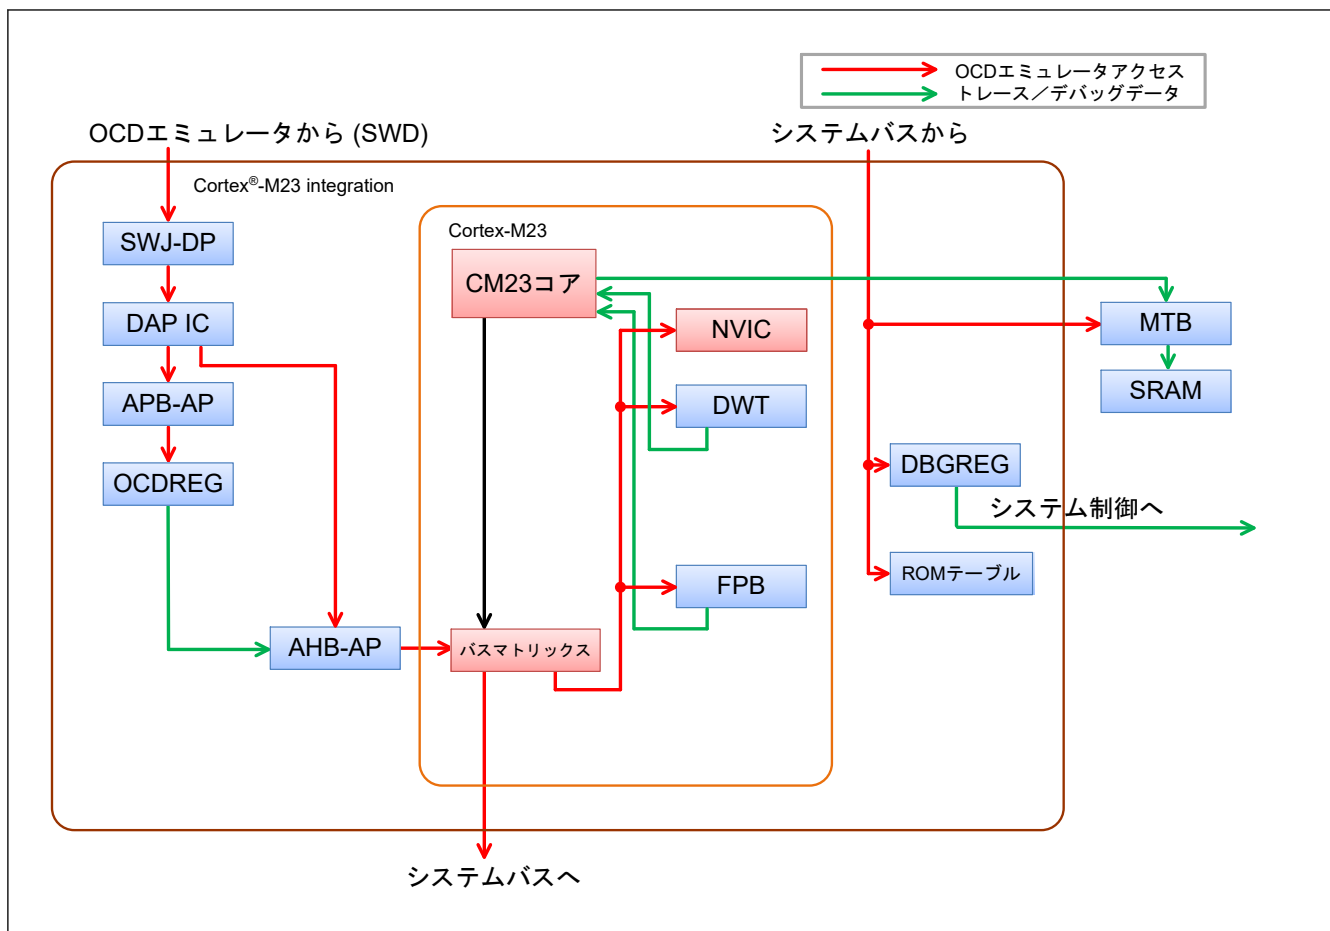 OCDエミュレータアクセス
トレース／デバッグデータ
OCDエミュレータから (SWD)
システムバスから
Cortex®-M23 integration
Cortex-M23
SWJ-DP
CM23コア
DAP IC
NVIC
MTB
APB-AP
DWT
SRAM
OCDREG
DBGREG
システム制御へ
FPB
ROMテーブル
AHB-AP
バスマトリックス
システムバスへ